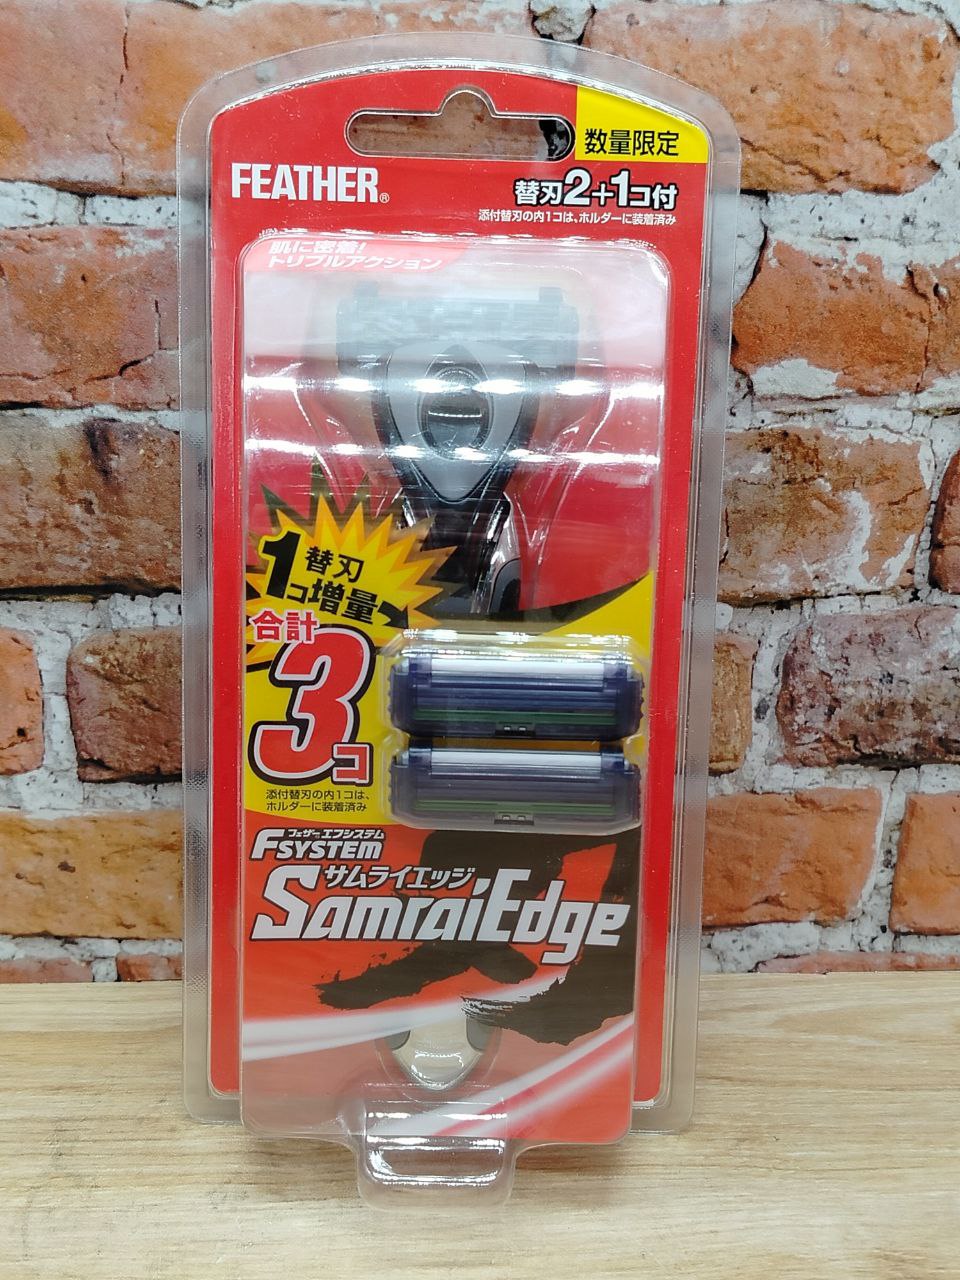 数量限定
FEATHER®
替刃2+1コ付
添付替刃の内1コは、ホルダーに装着済み
肌に密着!
トリプルアクション
替刃
1コ増量
合計
3コ
添付替刃の内1コは、
ホルダーに装着済み
フェザー エフシステム
F SYSTEM
サムライエッジ
SamraiEdge